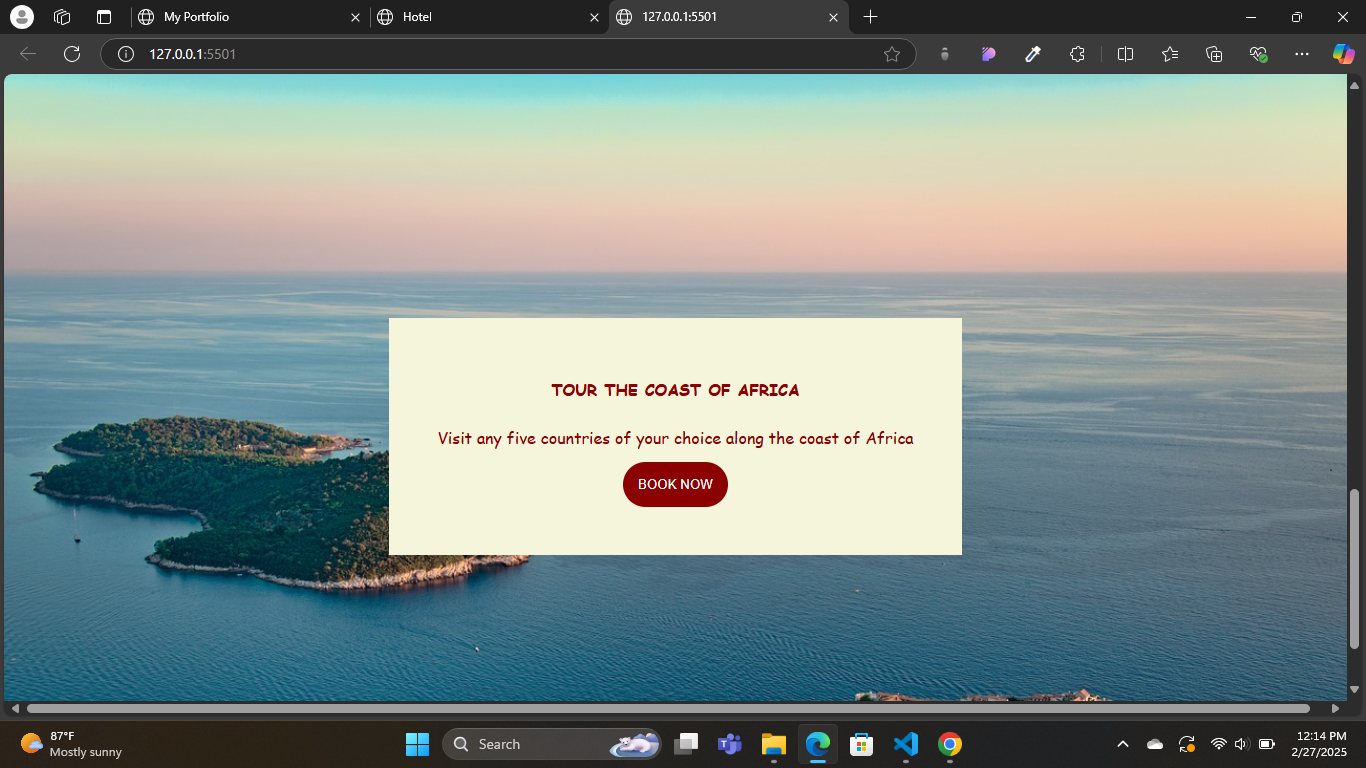 My Portfolio
Hotel
127.0.0.1:5501
127.0.0.1:5501
TOUR THE COAST OF AFRICA
Visit any five countries of your choice along the coast of Africa
BOOK NOW
87°F
Mostly sunny
Search
12:14 PM
2/27/2025